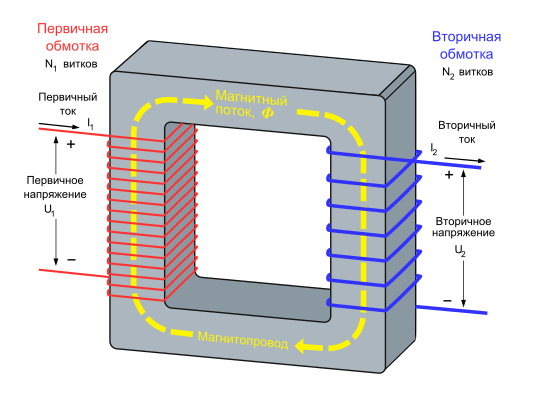 Первичная
обмотка
N1 витков
Первичный
ток
I1
+
Первичное
напряжение
U1
–
Магнитный
поток, Ф
Магнитопровод
Вторичная
обмотка
N2 витков
Вторичный
ток
I2
+
Вторичное
напряжение
U2
–